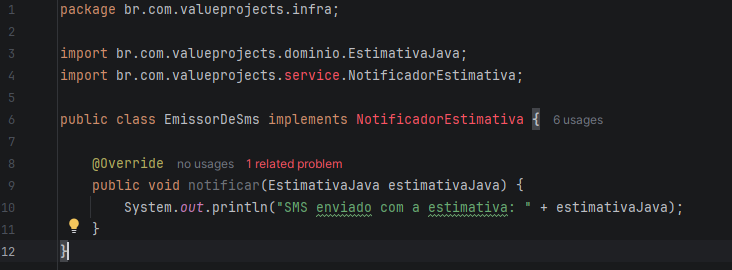 1 package br.com.valueprojects.infra;
2
3 import br.com.valueprojects.dominio.EstimativaJava;
4 import br.com.valueprojects.service.NotificadorEstimativa;
5
6 public class EmissorDeSms implements NotificadorEstimativa { 6 usages
7
8 @Override no usages 1 related problem
9 public void notificar(EstimativaJava estimativaJava) {
10 System.out.println("SMS enviado com a estimativa: " + estimativaJava);
11 }
12 }